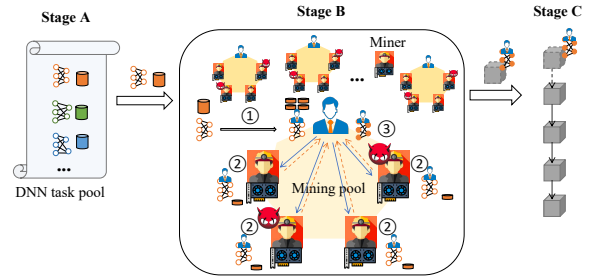 Stage A
Stage B
Stage C
Miner
...
①
③
②
②
Mining pool
②
②
...
DNN task pool